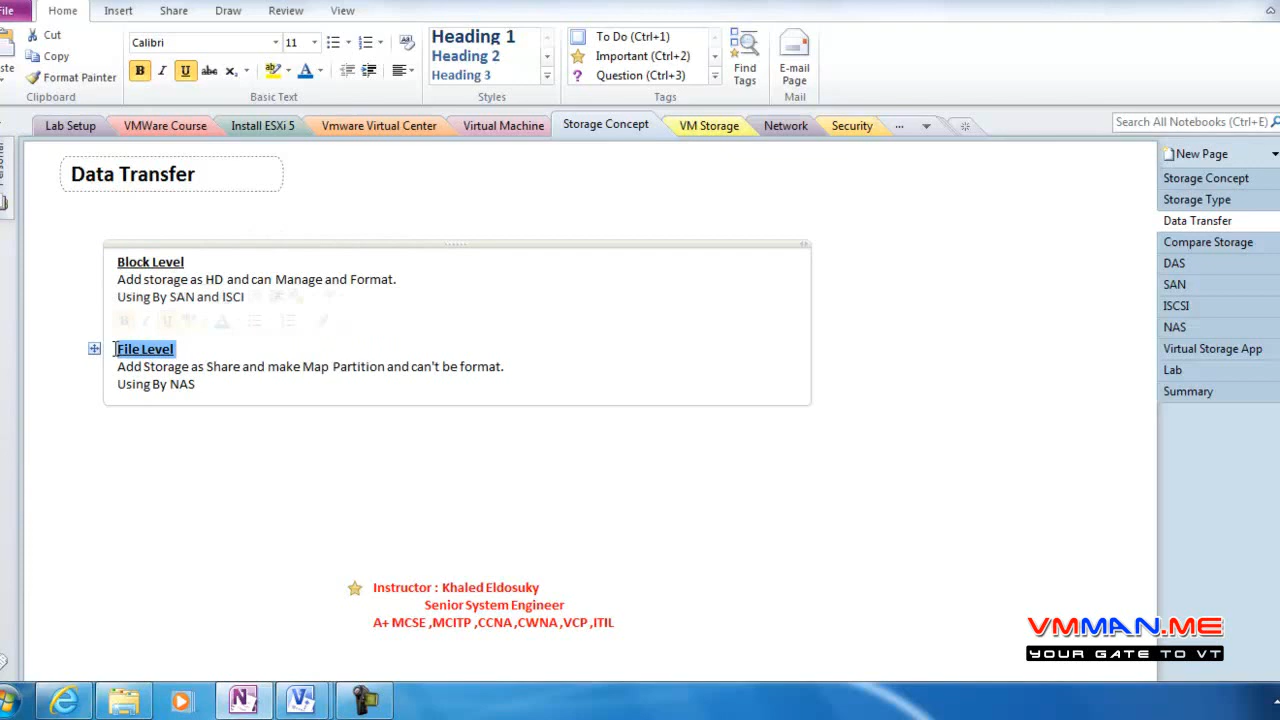 File
Home
Insert
Share
Draw
Review
View
Cut
Copy
Format Painter
Clipboard
Calibri
11
B I U abc
Basic Text
Heading 1
Heading 2
Heading 3
Styles
To Do (Ctrl+1)
Important (Ctrl+2)
Question (Ctrl+3)
Tags
Find
Tags
E-mail
Page
Mail
Lab Setup
VMWare Course
Install ESXi 5
Vmware Virtual Center
Virtual Machine
Storage Concept
VM Storage
Network
Security
...
Search All Notebooks (Ctrl+E)
Data Transfer
Block Level
Add storage as HD and can Manage and Format.
Using By SAN and ISCI
File Level
Add Storage as Share and make Map Partition and can't be format.
Using By NAS
Instructor : Khaled Eldosuky
Senior System Engineer
A+ MCSE ,MCITP ,CCNA ,CWNA ,VCP ,ITIL
New Page
Storage Concept
Storage Type
Data Transfer
Compare Storage
DAS
SAN
ISCSI
NAS
Virtual Storage App
Lab
Summary
VMMAN.ME
YOUR GATE TO VT